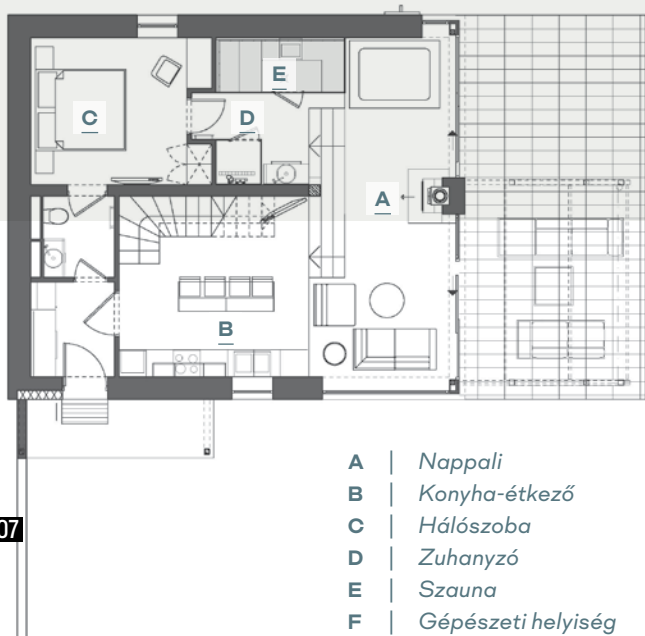 E
C
D
A
B
A | Nappali
B | Konyha-étkező
C | Hálószoba
07
D | Zuhanyzó
E | Szauna
F | Gépészeti helyiség